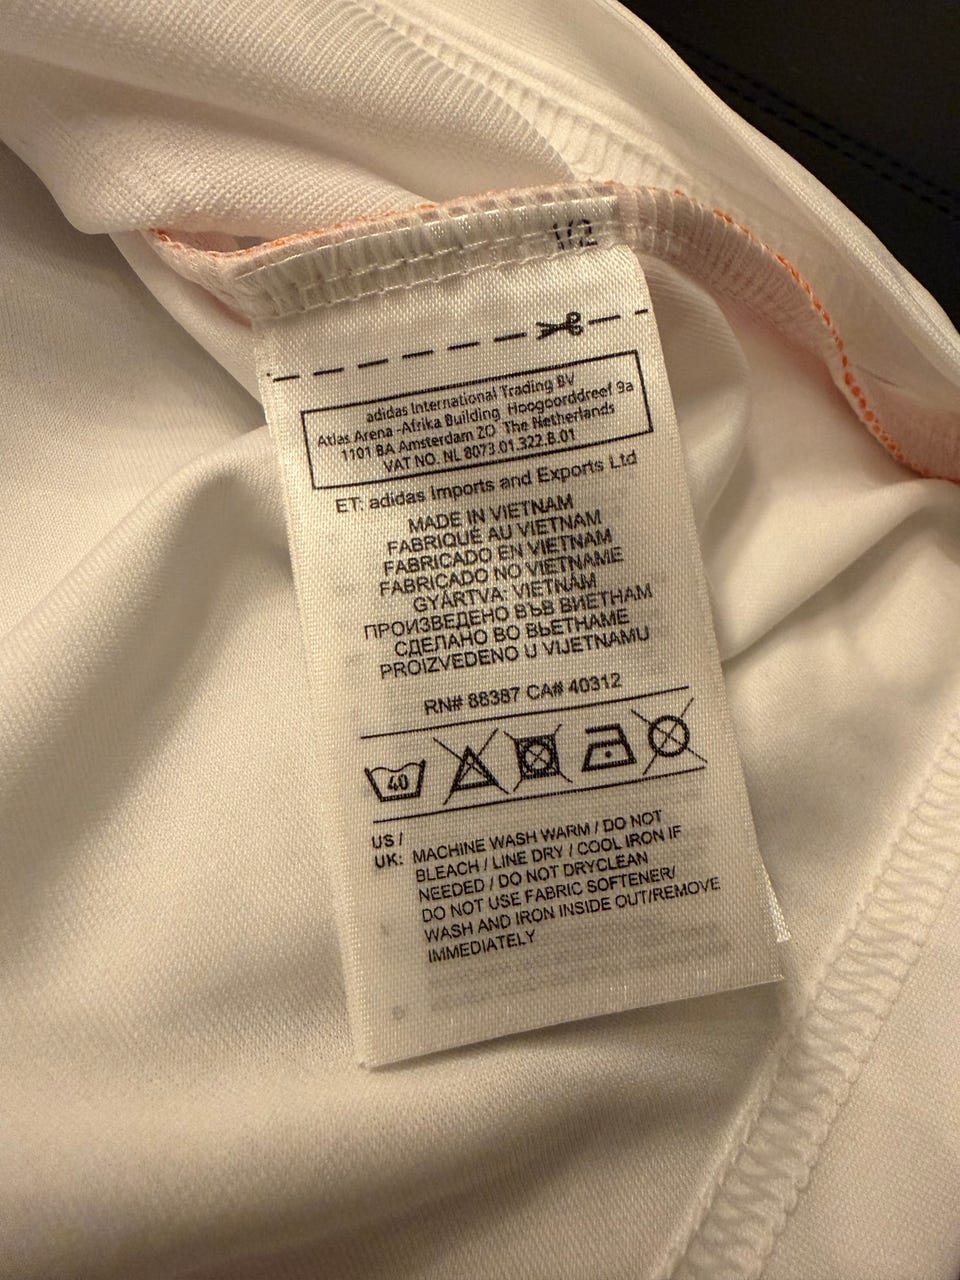 1/2
adidas International Trading BV
Atlas Arena -Afrika Building Hoogoorddreef 9a
1101 BA Amsterdam ZO The Netherlands
VAT NO. NL 8073.01.322.B.01
ET: adidas Imports and Exports Ltd
MADE IN VIETNAM
FABRIQUÉ AU VIETNAM
FABRICADO EN VIETNAM
FABRICADO NO VIETNAME
GYÁRTVA: VIETNÁM
ПРОИЗВЕДЕНО ВЪВ ВИЕТНАМ
СДЕЛАНО ВО ВЬЕТНАМЕ
PROIZVEDENO U VIJETNAMU
RN# 88387 CA# 40312
40
US / UK: MACHINE WASH WARM / DO NOT
BLEACH / LINE DRY / COOL IRON IF
NEEDED / DO NOT DRYCLEAN
DO NOT USE FABRIC SOFTENER/
WASH AND IRON INSIDE OUT/REMOVE
IMMEDIATELY